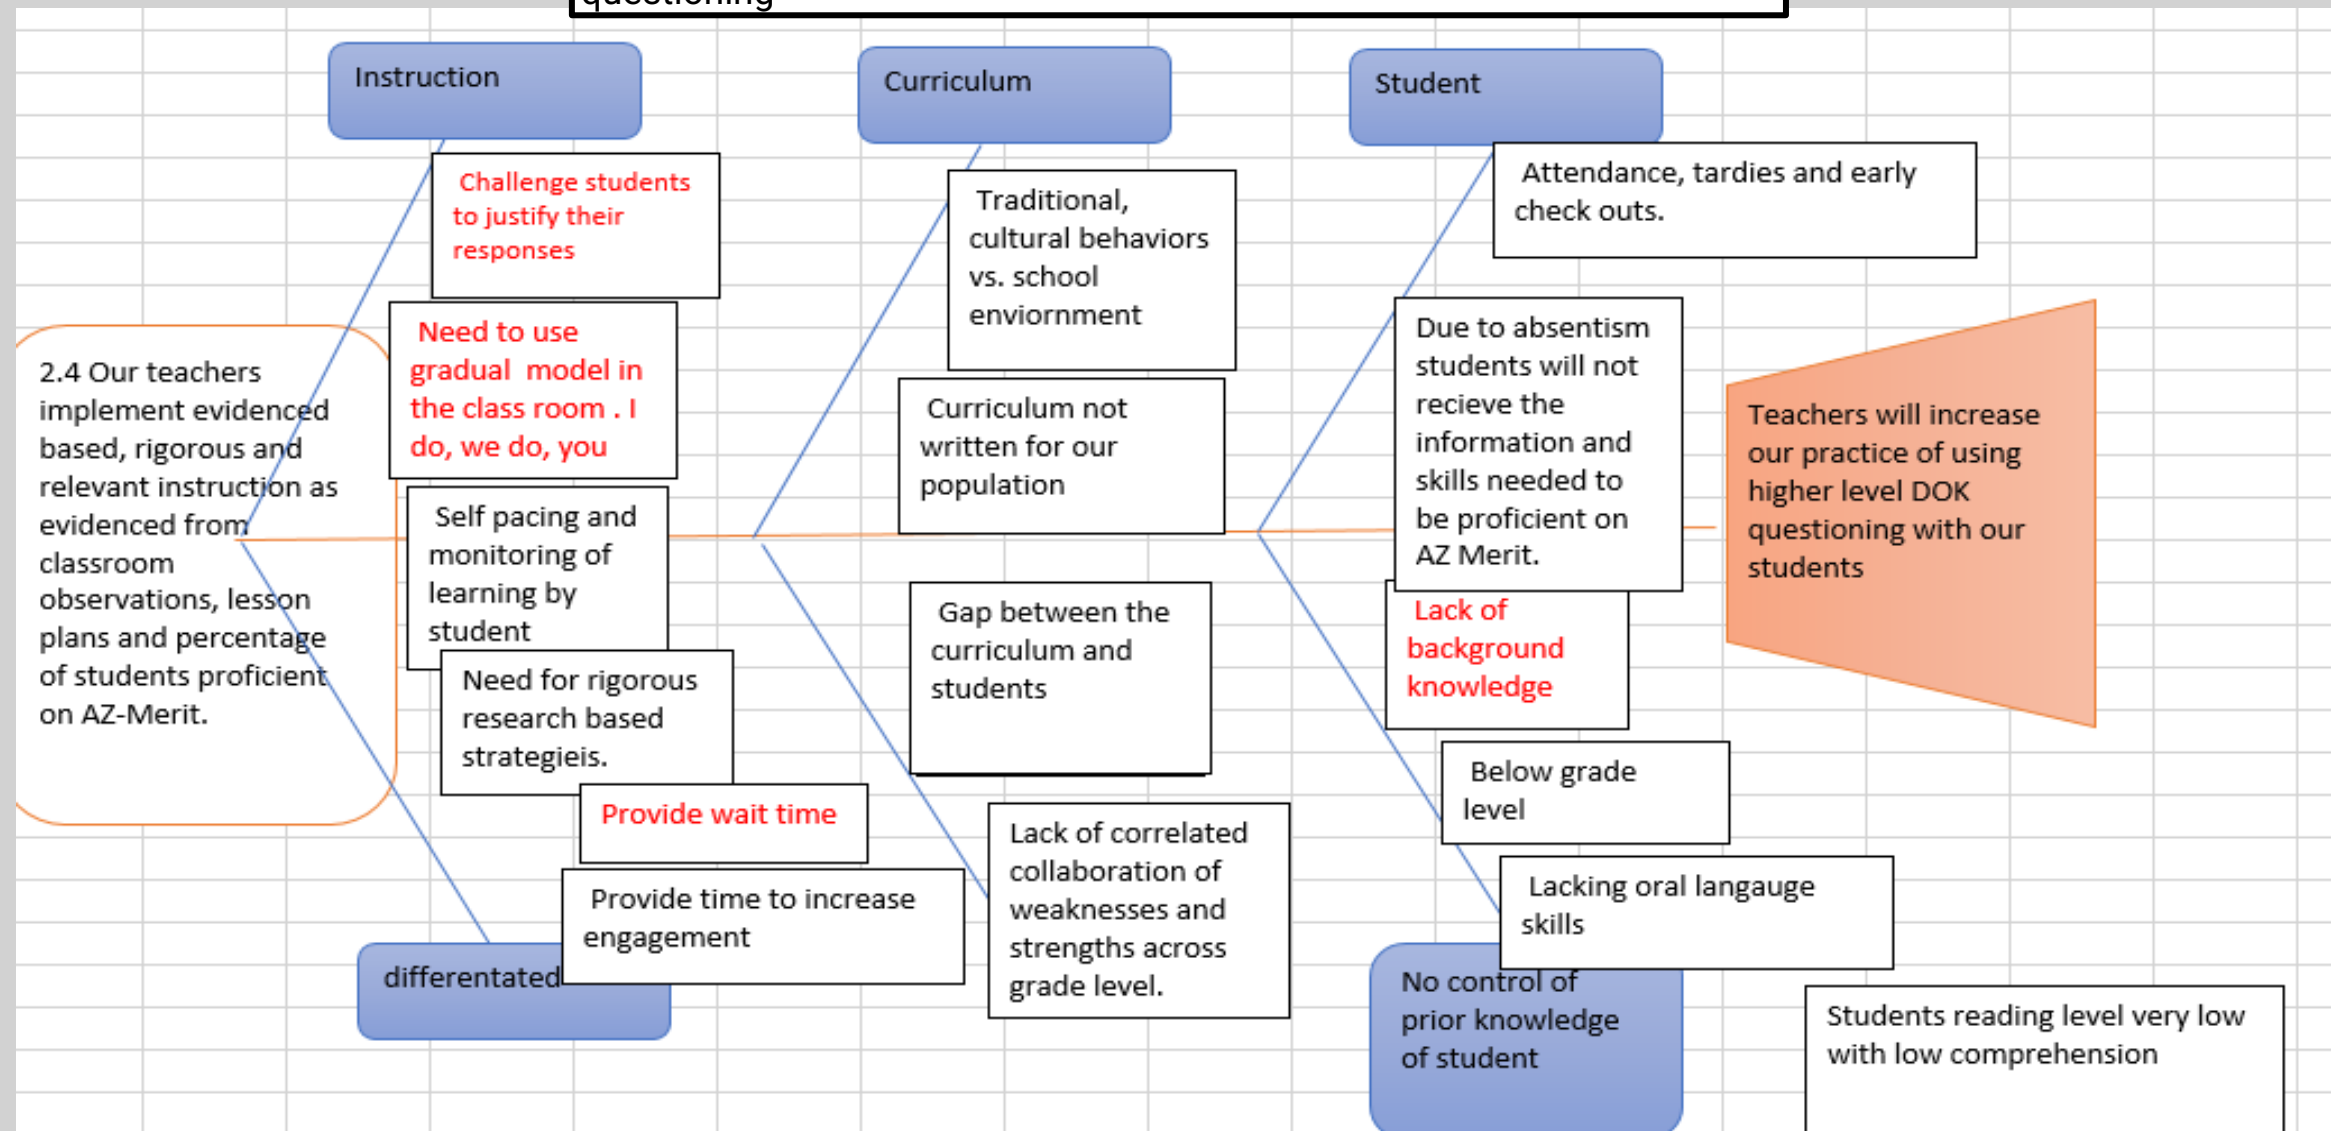 questioning
Instruction
Curriculum
Student
Challenge students
to justify their
responses
Need to use
gradual model in
the class room . I
do, we do, you
Self pacing and
monitoring of
learning by
student
Need for rigorous
research based
strategieis.
Provide wait time
Provide time to increase
engagement
differentated
2.4 Our teachers
implement evidenced
based, rigorous and
relevant instruction as
evidenced from
classroom
observations, lesson
plans and percentage
of students proficient
on AZ-Merit.
Traditional,
cultural behaviors
vs. school
enviornment
Curriculum not
written for our
population
Gap between the
curriculum and
students
Lack of correlated
collaboration of
weaknesses and
strengths across
grade level.
Attendance, tardies and early
check outs.
Due to absentism
students will not
recieve the
information and
skills needed to
be proficient on
AZ Merit.
Lack of
background
knowledge
Below grade
level
Lacking oral langauge
skills
No control of
prior knowledge
of student
Students reading level very low
with low comprehension
Teachers will increase
our practice of using
higher level DOK
questioning with our
students